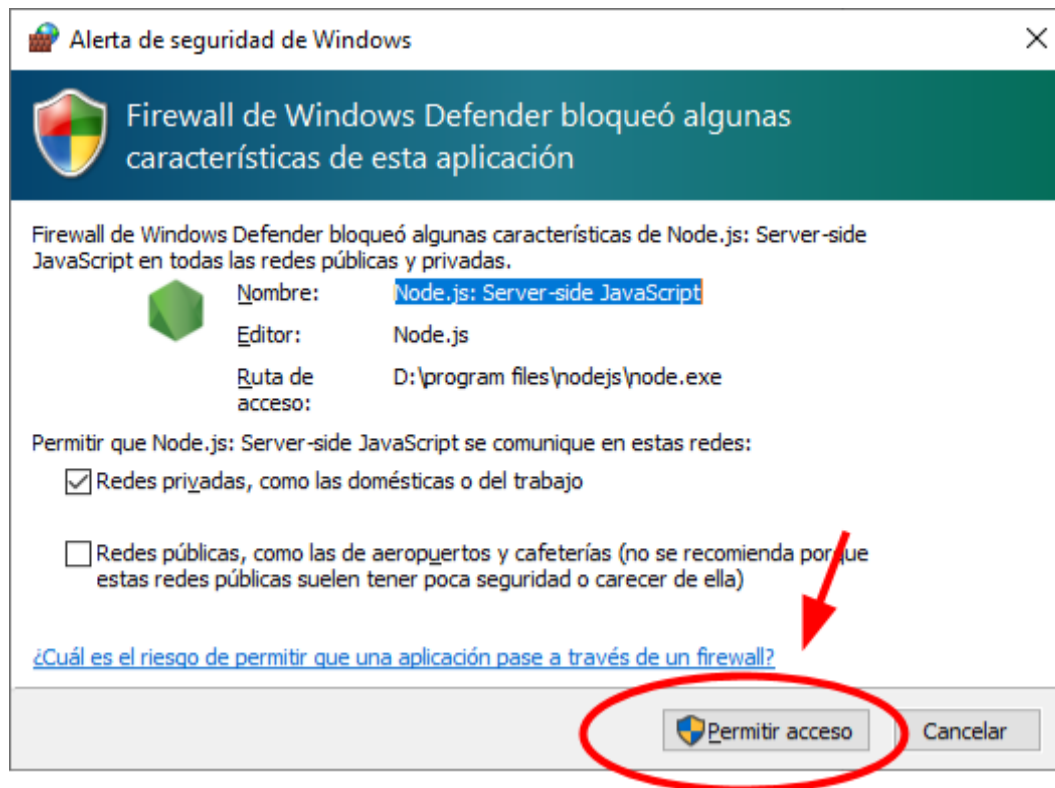 Alerta de seguridad de Windows
Firewall de Windows Defender bloqueó algunas
características de esta aplicación
Firewall de Windows Defender bloqueó algunas características de Node.js: Server-side
JavaScript en todas las redes públicas y privadas.
Nombre: Node.js: Server-side JavaScript
Editor: Node.js
Ruta de acceso: D:\program files\nodejs\node.exe
Permitir que Node.js: Server-side JavaScript se comunique en estas redes:
Redes privadas, como las domésticas o del trabajo
Redes públicas, como las de aeropuertos y cafeterías (no se recomienda porque
estas redes públicas suelen tener poca seguridad o carecer de ella)
¿Cuál es el riesgo de permitir que una aplicación pase a través de un firewall?
Permitir acceso Cancelar